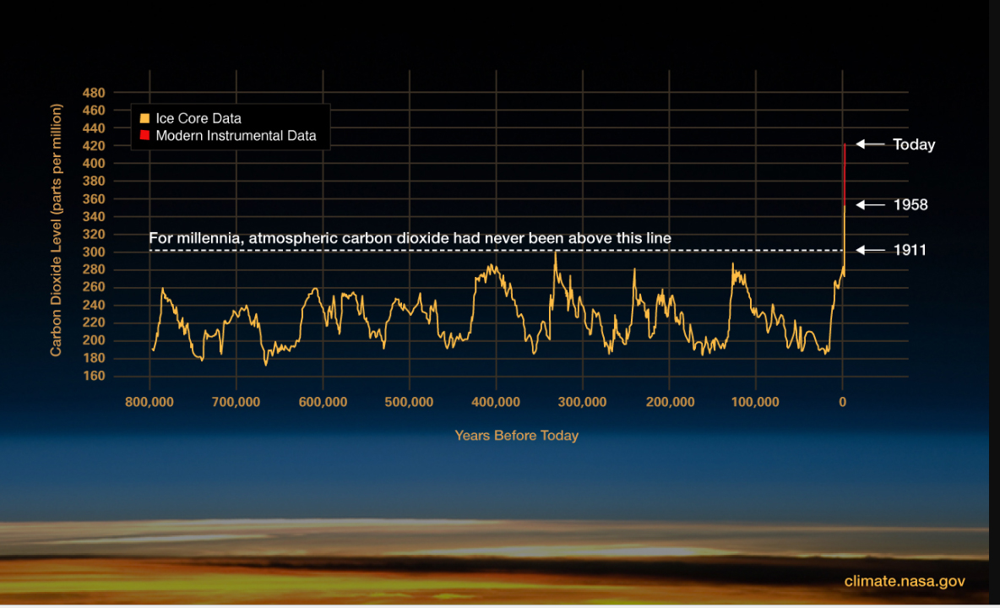 480
460
440
420
400
380
360
340
320
300
280
260
240
220
200
180
160
Carbon Dioxide Level (parts per million)
Ice Core Data
Modern Instrumental Data
For millennia, atmospheric carbon dioxide had never been above this line
Today
1958
1911
800,000 700,000 600,000 500,000 400,000 300,000 200,000 100,000 0
Years Before Today
climate.nasa.gov